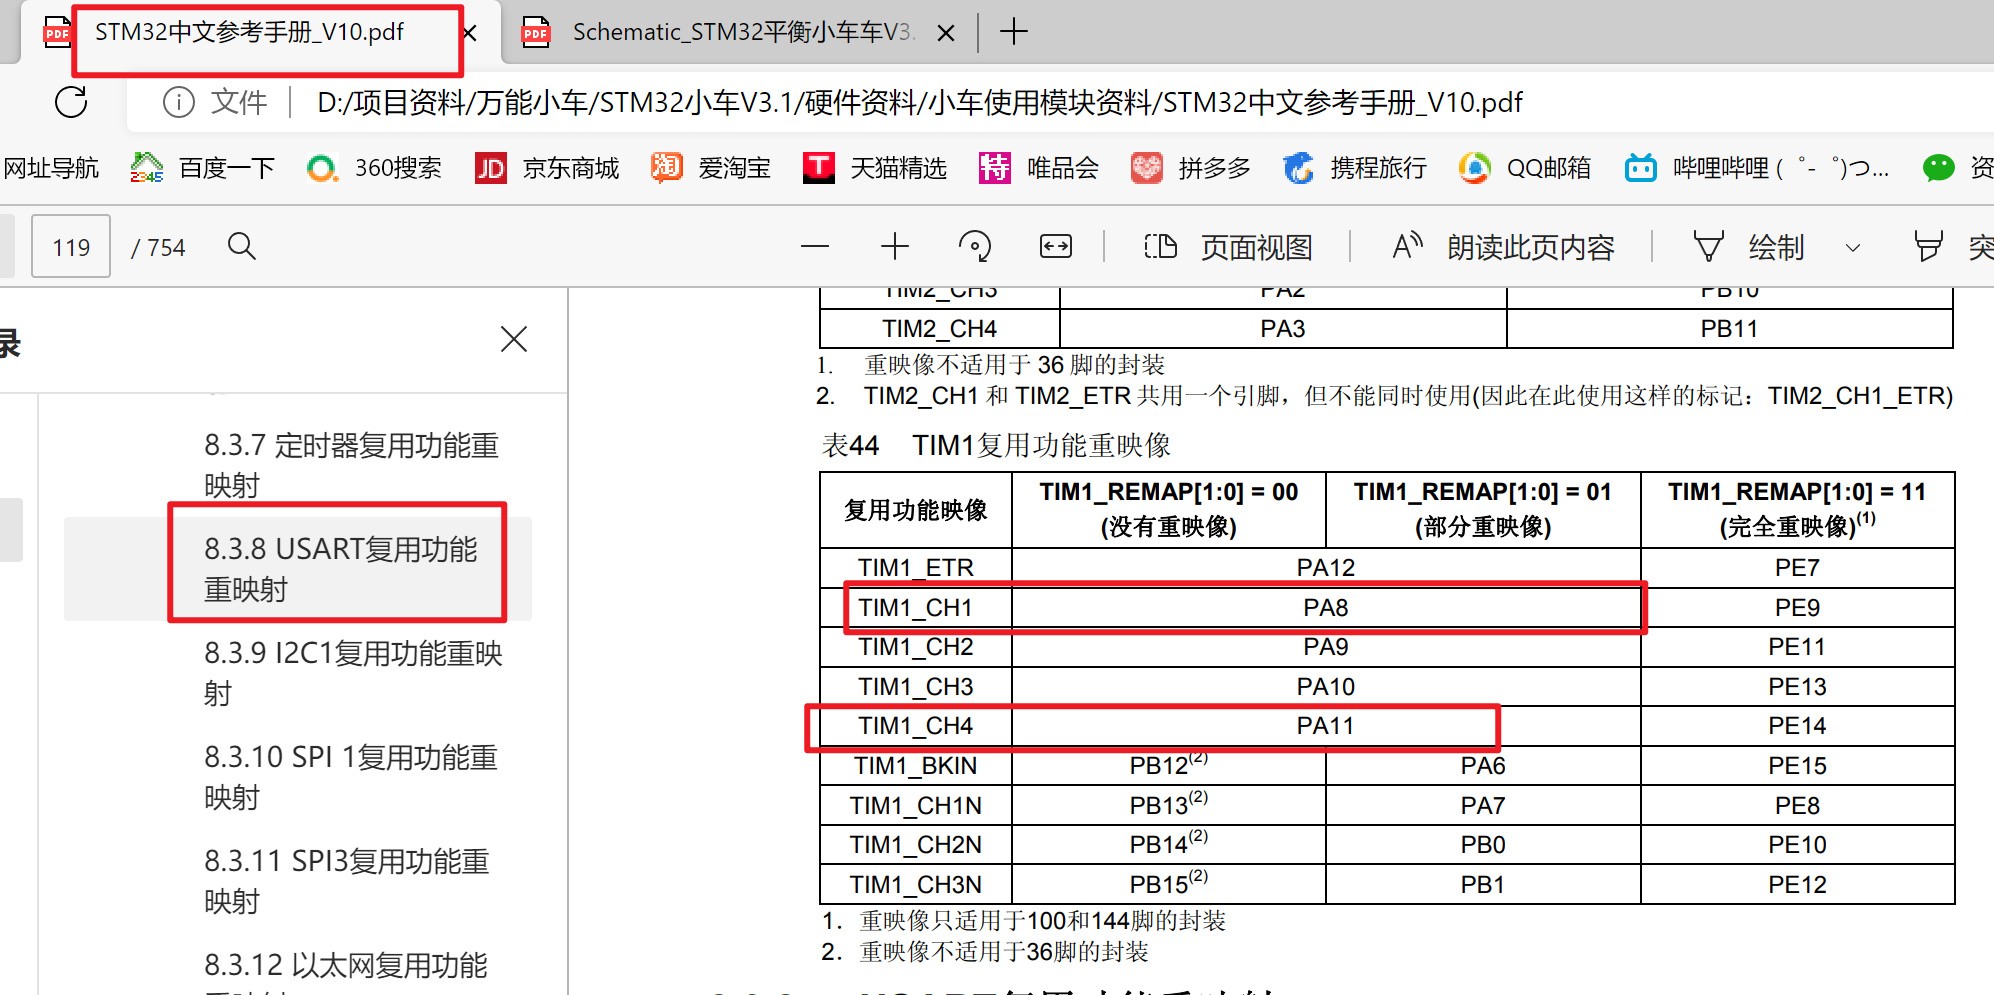 STM32中文参考手册_V10.pdf
Schematic_STM32平衡小车车V3.
文件
D:/项目资料/万能小车/STM32小车V3.1/硬件资料/小车使用模块资料/STM32中文参考手册_V10.pdf
网址导航 百度一下 360搜索 JD 京东商城 淘 爱淘宝 T 天猫精选 特 唯品会 拼多多 携程旅行 QQ邮箱 哔哩哔哩 (゜-゜)つ... 资
119 / 754 页面视图 朗读此页内容 绘制 突
录
8.3.7 定时器复用功能重
映射
8.3.8 USART复用功能
重映射
8.3.9 I2C1复用功能重映
射
8.3.10 SPI 1复用功能重
映射
8.3.11 SPI3复用功能重
映射
8.3.12 以太网复用功能
重映射
TIM2_CH3 PA2 PB10
TIM2_CH4 PA3 PB11
1. 重映像不适用于 36 脚的封装
2. TIM2_CH1 和 TIM2_ETR 共用一个引脚，但不能同时使用(因此在此使用这样的标记：TIM2_CH1_ETR)
表44 TIM1复用功能重映像
复用功能映像 TIM1_REMAP[1:0] = 00 (没有重映像) TIM1_REMAP[1:0] = 01 (部分重映像) TIM1_REMAP[1:0] = 11 (完全重映像)(1)
TIM1_ETR PA12 PE7
TIM1_CH1 PA8 PE9
TIM1_CH2 PA9 PE11
TIM1_CH3 PA10 PE13
TIM1_CH4 PA11 PE14
TIM1_BKIN PB12(2) PA6 PE15
TIM1_CH1N PB13(2) PA7 PE8
TIM1_CH2N PB14(2) PB0 PE10
TIM1_CH3N PB15(2) PB1 PE12
1. 重映像只适用于100和144脚的封装
2. 重映像不适用于36脚的封装
USART复用功能重映射